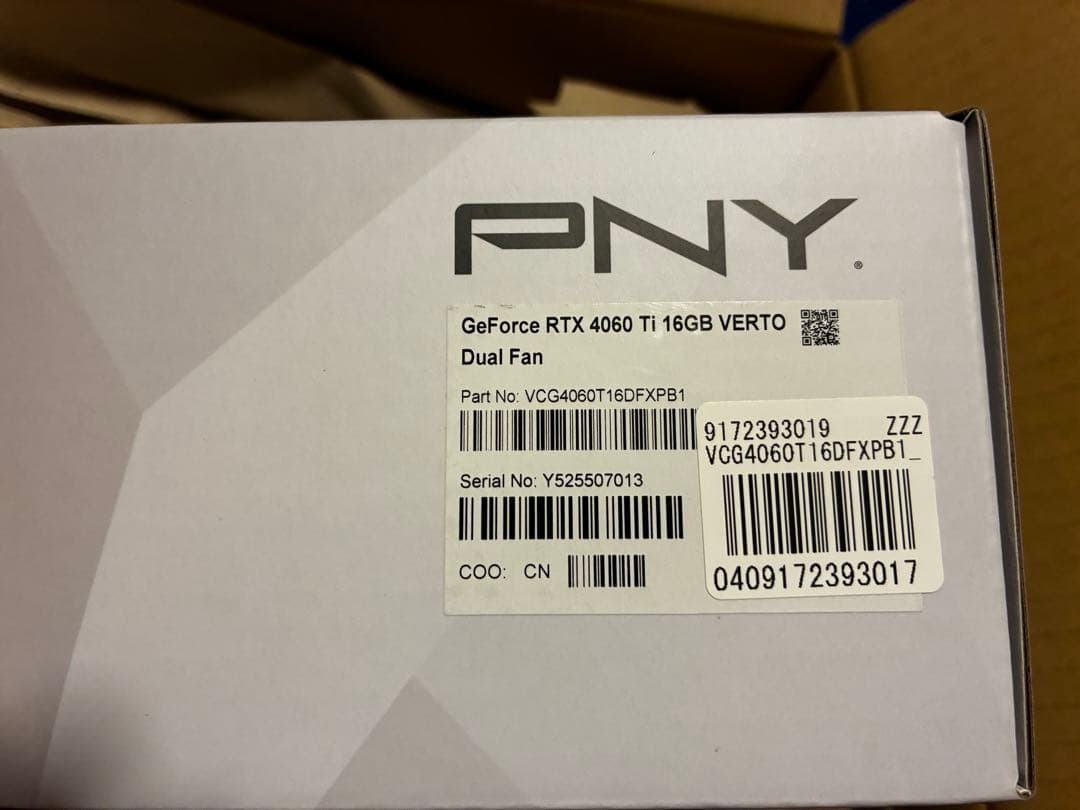 PNY®
GeForce RTX 4060 Ti 16GB VERTO
Dual Fan
Part No: VCG4060T16DFXPB1
Serial No: Y525507013
COO: CN
9172393019 ZZZ
VCG4060T16DFXPB1_
0409172393017